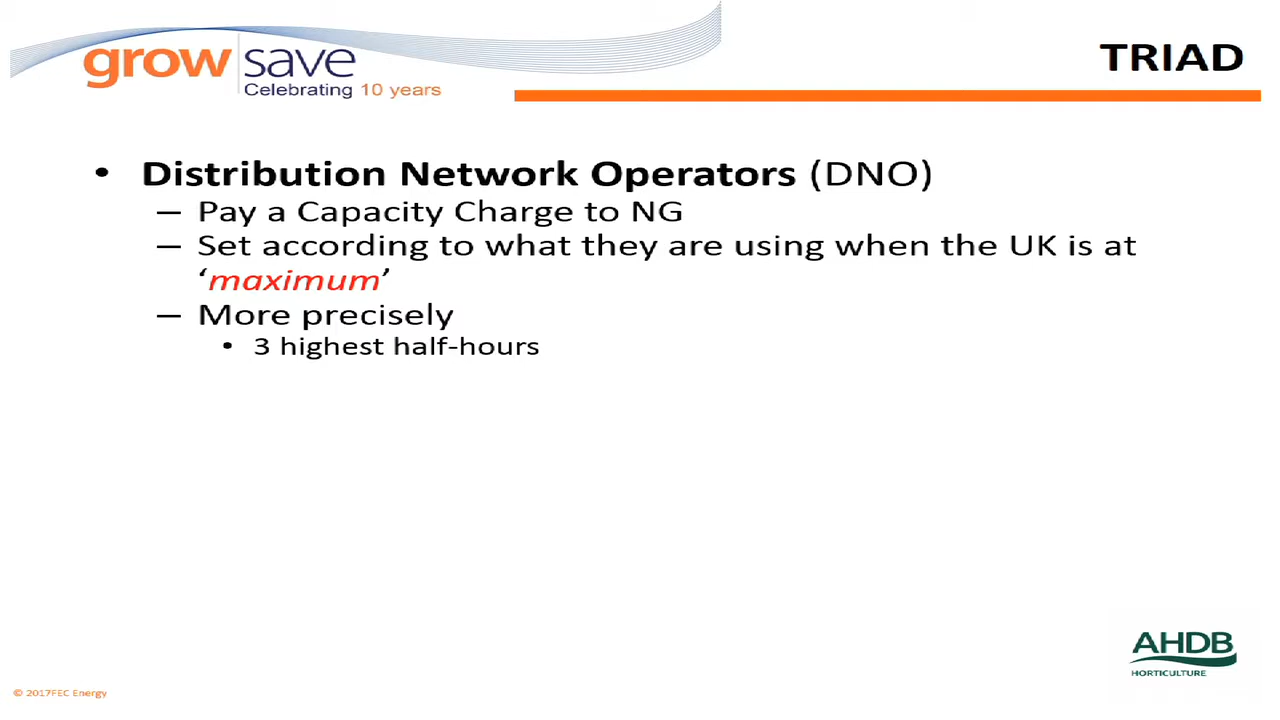 grow save
Celebrating 10 years
TRIAD
• Distribution Network Operators (DNO)
– Pay a Capacity Charge to NG
– Set according to what they are using when the UK is at
‘maximum’
– More precisely
• 3 highest half-hours
AHDB
HORTICULTURE
© 2017FEC Energy